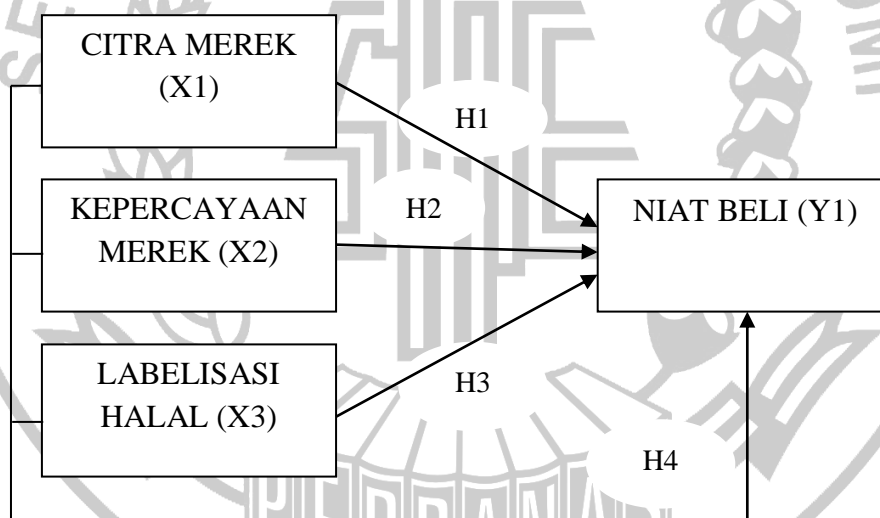 CITRA MEREK
(X1)
H1
KEPERCAYAAN
MEREK (X2)
H2
NIAT BELI (Y1)
LABELISASI
HALAL (X3)
H3
H4